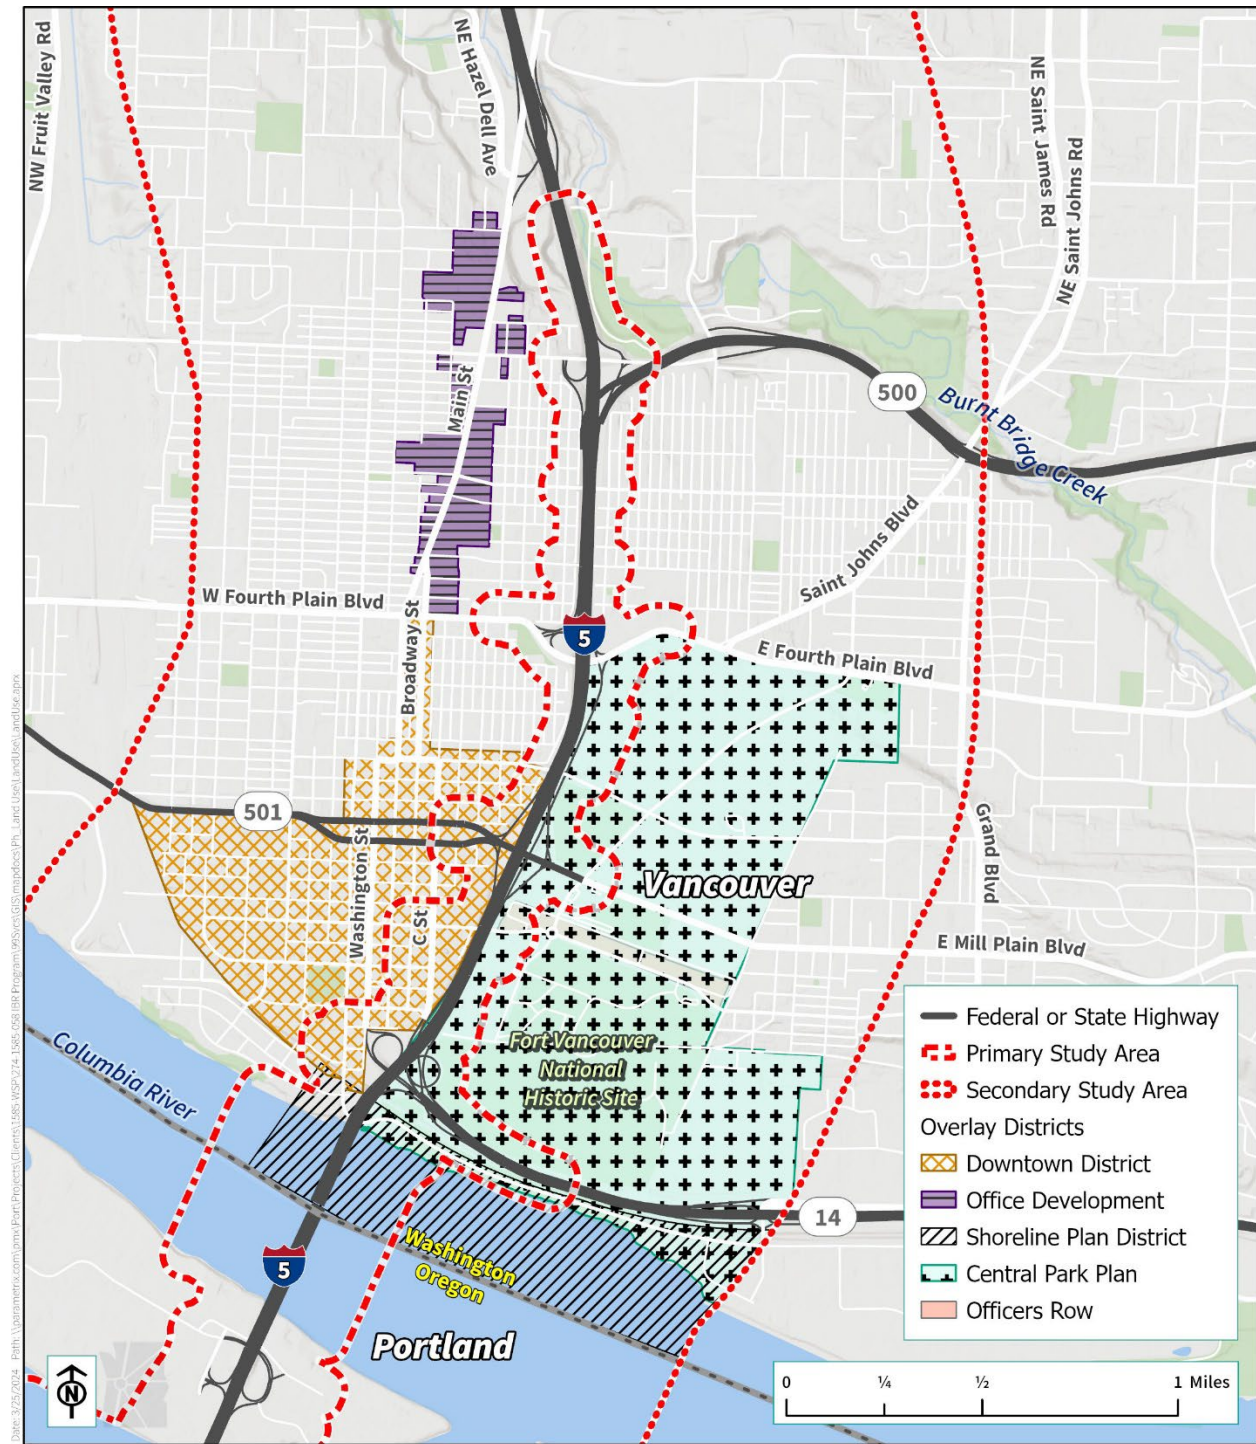 NW Fruit Valley Rd
NE Hazel Dell Ave
NE Saint James Rd
NE Saint Johns Rd
Main St
500
Burnt Bridge Creek
Saint Johns Blvd
W Fourth Plain Blvd
Broadway St
5
E Fourth Plain Blvd
501
Washington St
C St
Vancouver
Grand Blvd
E Mill Plain Blvd
Fort Vancouver
National
Historic Site
Columbia River
14
Washington
Oregon
5
Portland
Federal or State Highway
Primary Study Area
Secondary Study Area
Overlay Districts
Downtown District
Office Development
Shoreline Plan District
Central Park Plan
Officers Row
N
0 ¼ ½ 1 Miles
Date: 3/25/2024